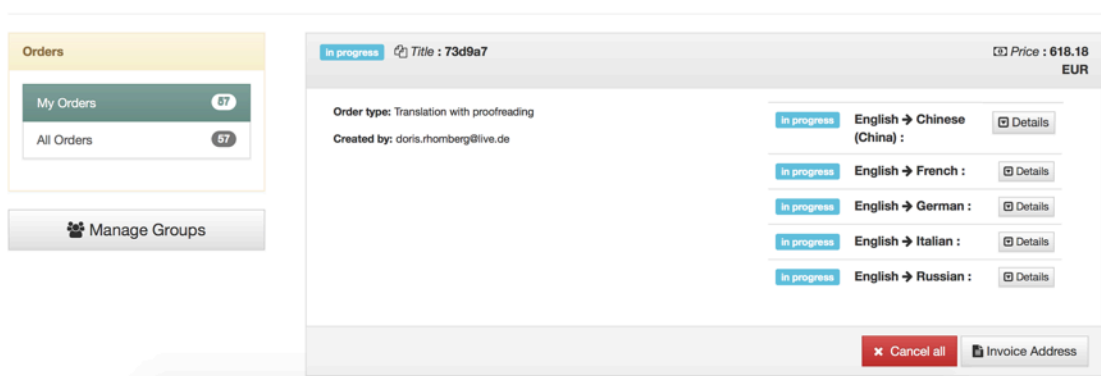 Orders
My Orders 57
All Orders 57
Manage Groups
in progress Title : 73d9a7
Price : 618.18
EUR
Order type: Translation with proofreading
Created by: doris.rhomberg@live.de
in progress English → Chinese Details
(China) :
in progress English → French : Details
in progress English → German : Details
in progress English → Italian : Details
in progress English → Russian : Details
Cancel all Invoice Address